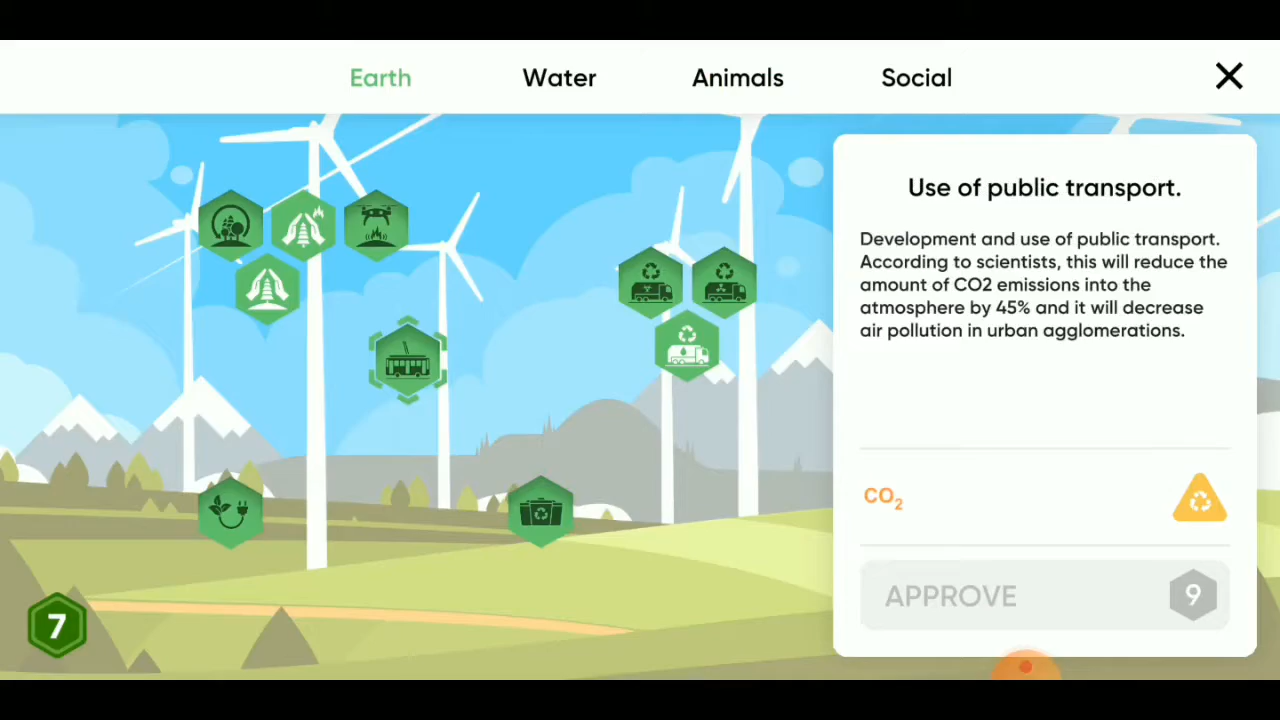 Earth Water Animals Social
Use of public transport.
Development and use of public transport.
According to scientists, this will reduce the
amount of CO2 emissions into the
atmosphere by 45% and it will decrease
air pollution in urban agglomerations.
CO2
APPROVE 9
7